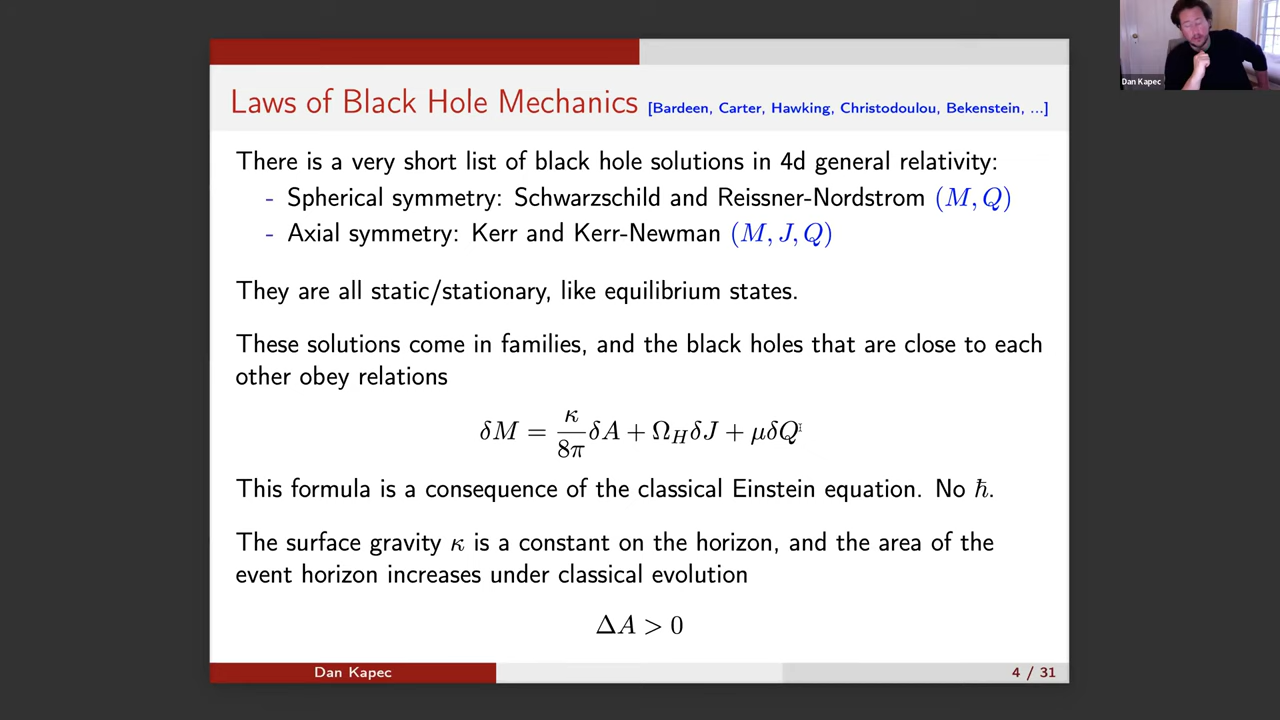 Dan Kapec
Laws of Black Hole Mechanics [Bardeen, Carter, Hawking, Christodoulou, Bekenstein, ...]
There is a very short list of black hole solutions in 4d general relativity:
- Spherical symmetry: Schwarzschild and Reissner-Nordstrom (M, Q)
- Axial symmetry: Kerr and Kerr-Newman (M, J, Q)
They are all static/stationary, like equilibrium states.
These solutions come in families, and the black holes that are close to each
other obey relations
δM = κ/8π δA + Ω_H δJ + μδQ
This formula is a consequence of the classical Einstein equation. No ℏ.
The surface gravity κ is a constant on the horizon, and the area of the
event horizon increases under classical evolution
ΔA > 0
Dan Kapec
4 / 31